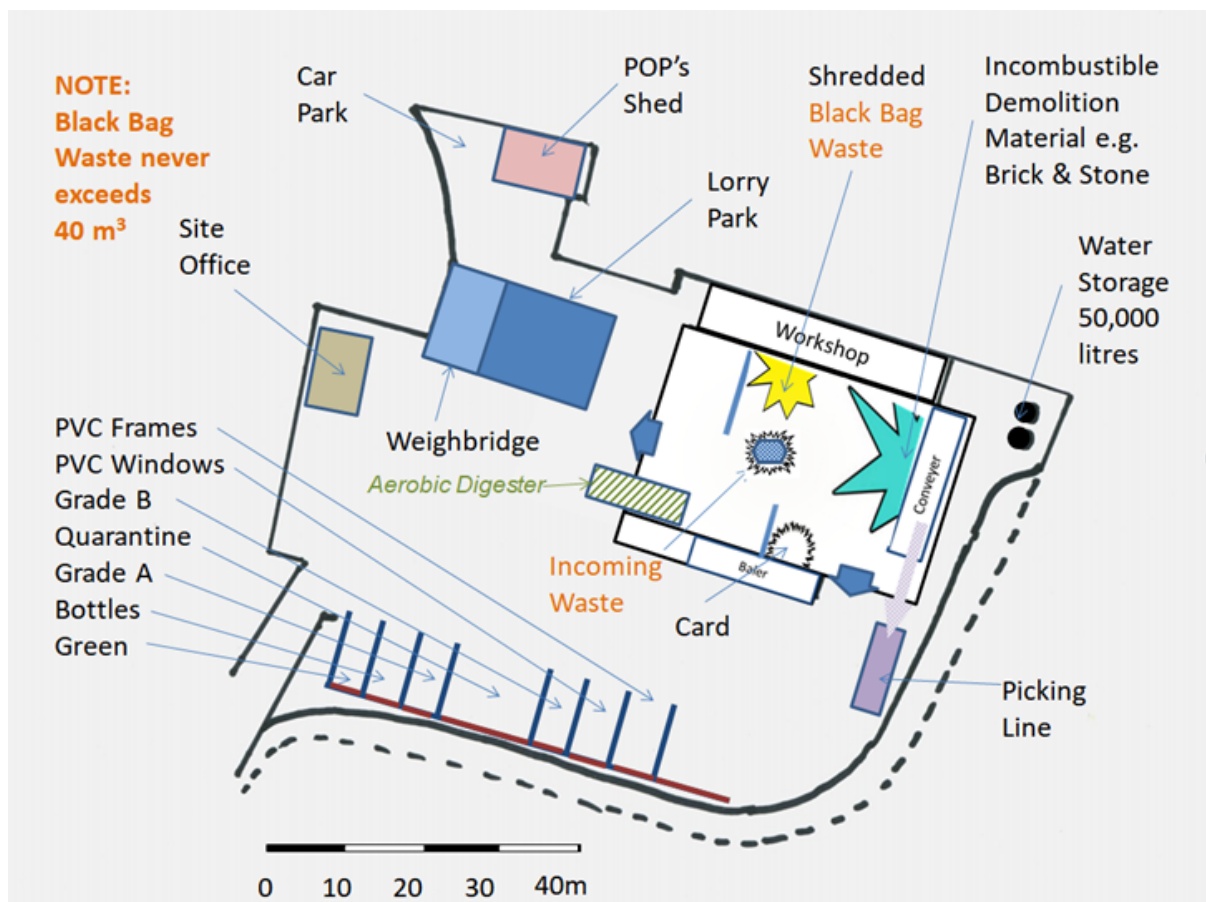 NOTE:
Black Bag
Waste never
exceeds
40 m³
Car
Park
POP's
Shed
Shredded
Black Bag
Waste
Incombustible
Demolition
Material e.g.
Brick & Stone
Lorry
Park
Site
Office
Water
Storage
50,000
litres
Workshop
Weighbridge
Aerobic Digester
Conveyer
PVC Frames
PVC Windows
Grade B
Quarantine
Grade A
Bottles
Green
Incoming
Waste
Baler
Card
Picking
Line
0 10 20 30 40m